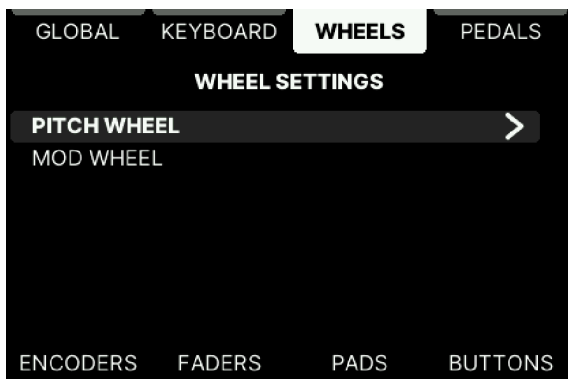 GLOBAL KEYBOARD WHEELS PEDALS
WHEEL SETTINGS
PITCH WHEEL
MOD WHEEL
ENCODERS FADERS PADS BUTTONS